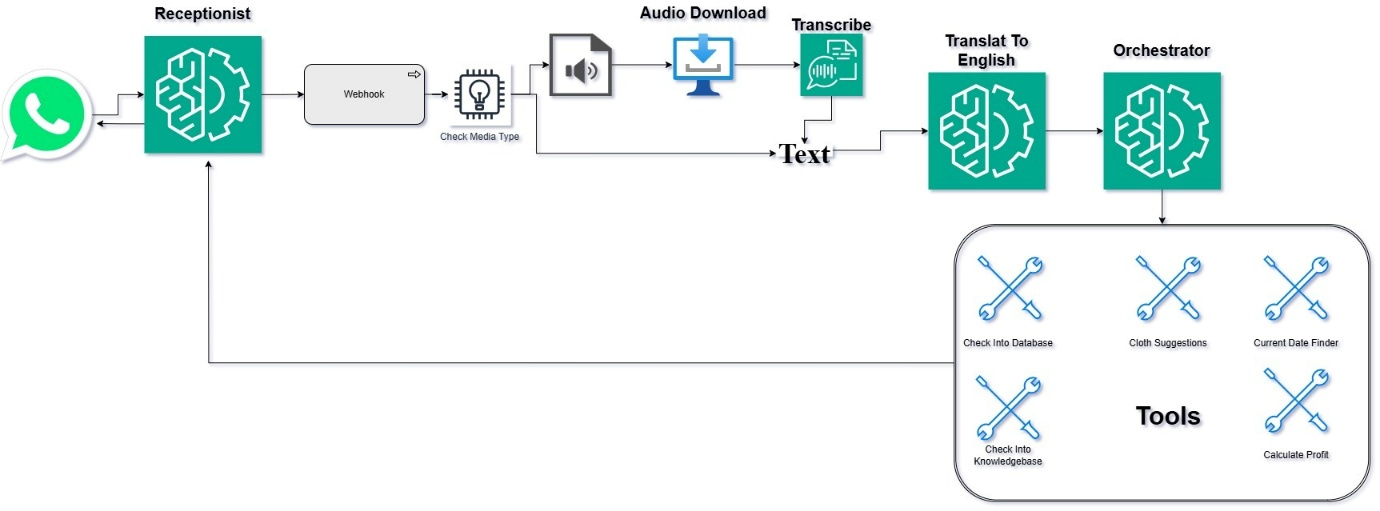 Receptionist
Webhook
Check Media Type
Audio Download
Transcribe
Text
Translat To
English
Orchestrator
Check Into Database
Cloth Suggestions
Current Date Finder
Check Into
Knowledgebase
Tools
Calculate Profit